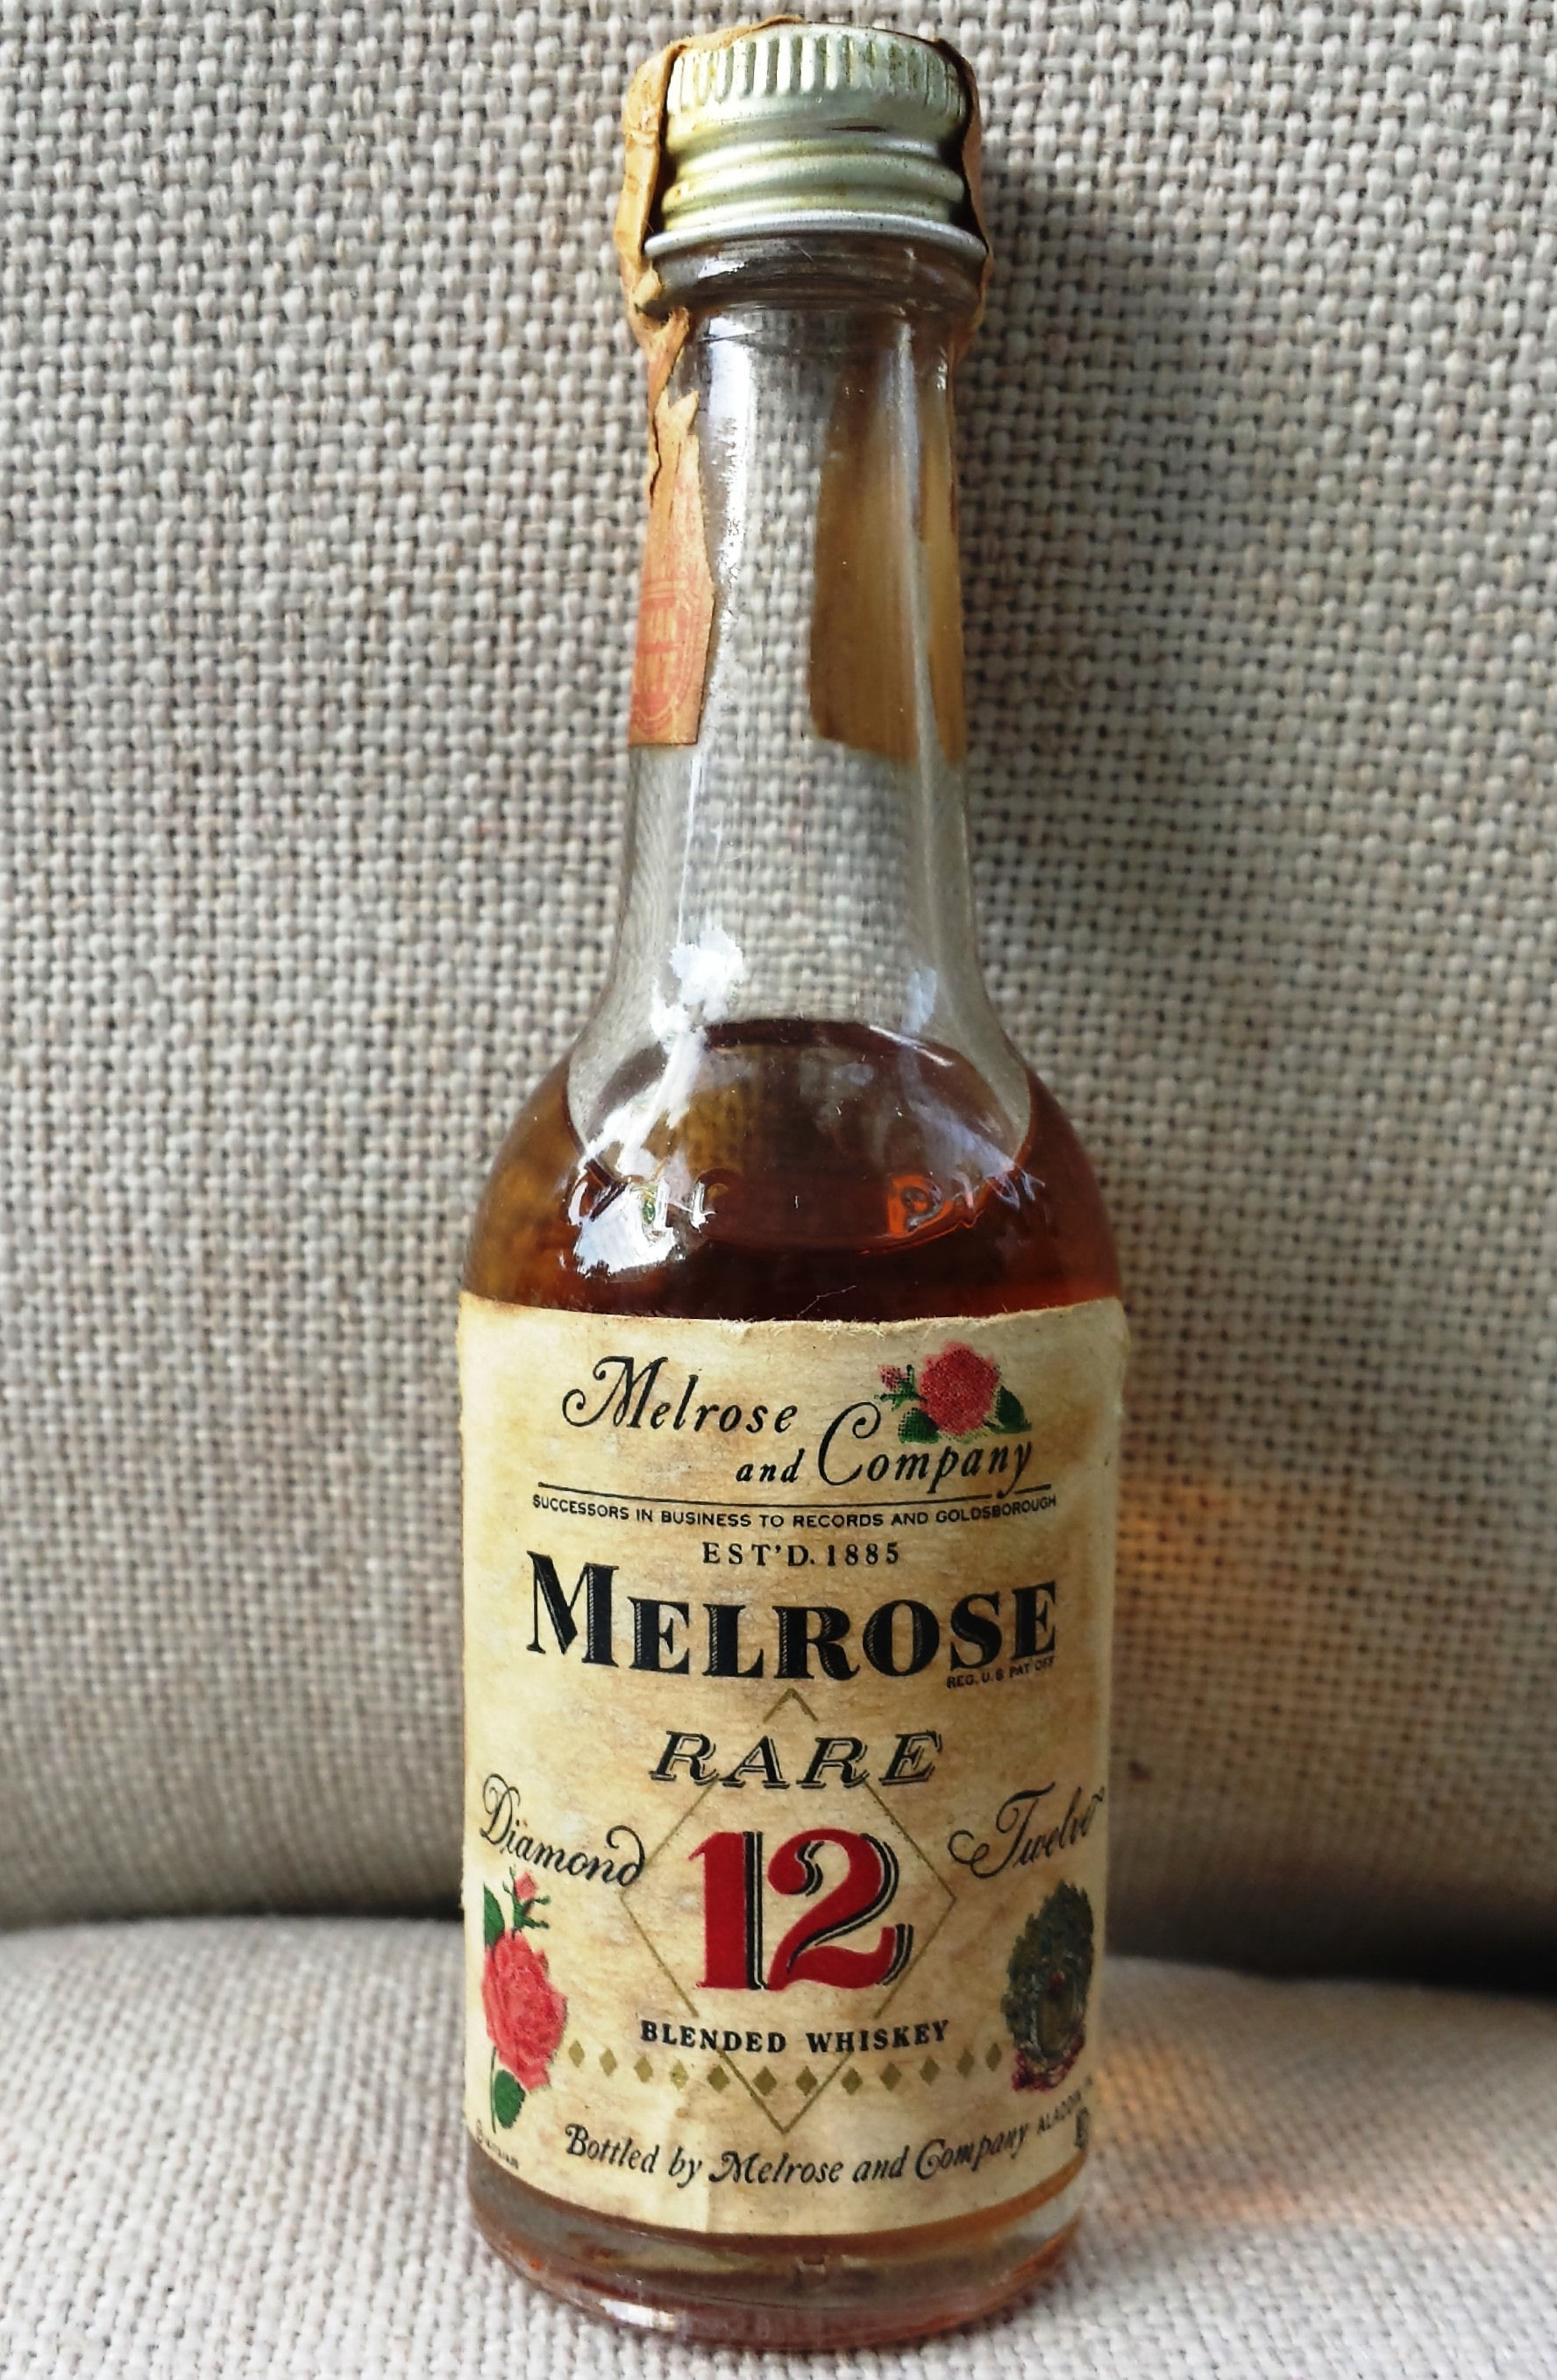 Melrose
and Company
SUCCESSORS IN BUSINESS TO RECORDS AND GOLDSBOROUGH
EST'D. 1885
MELROSE
REG. U.S PAT OFF
RARE
Diamond 12 Twelve
BLENDED WHISKEY
Bottled by Melrose and Company